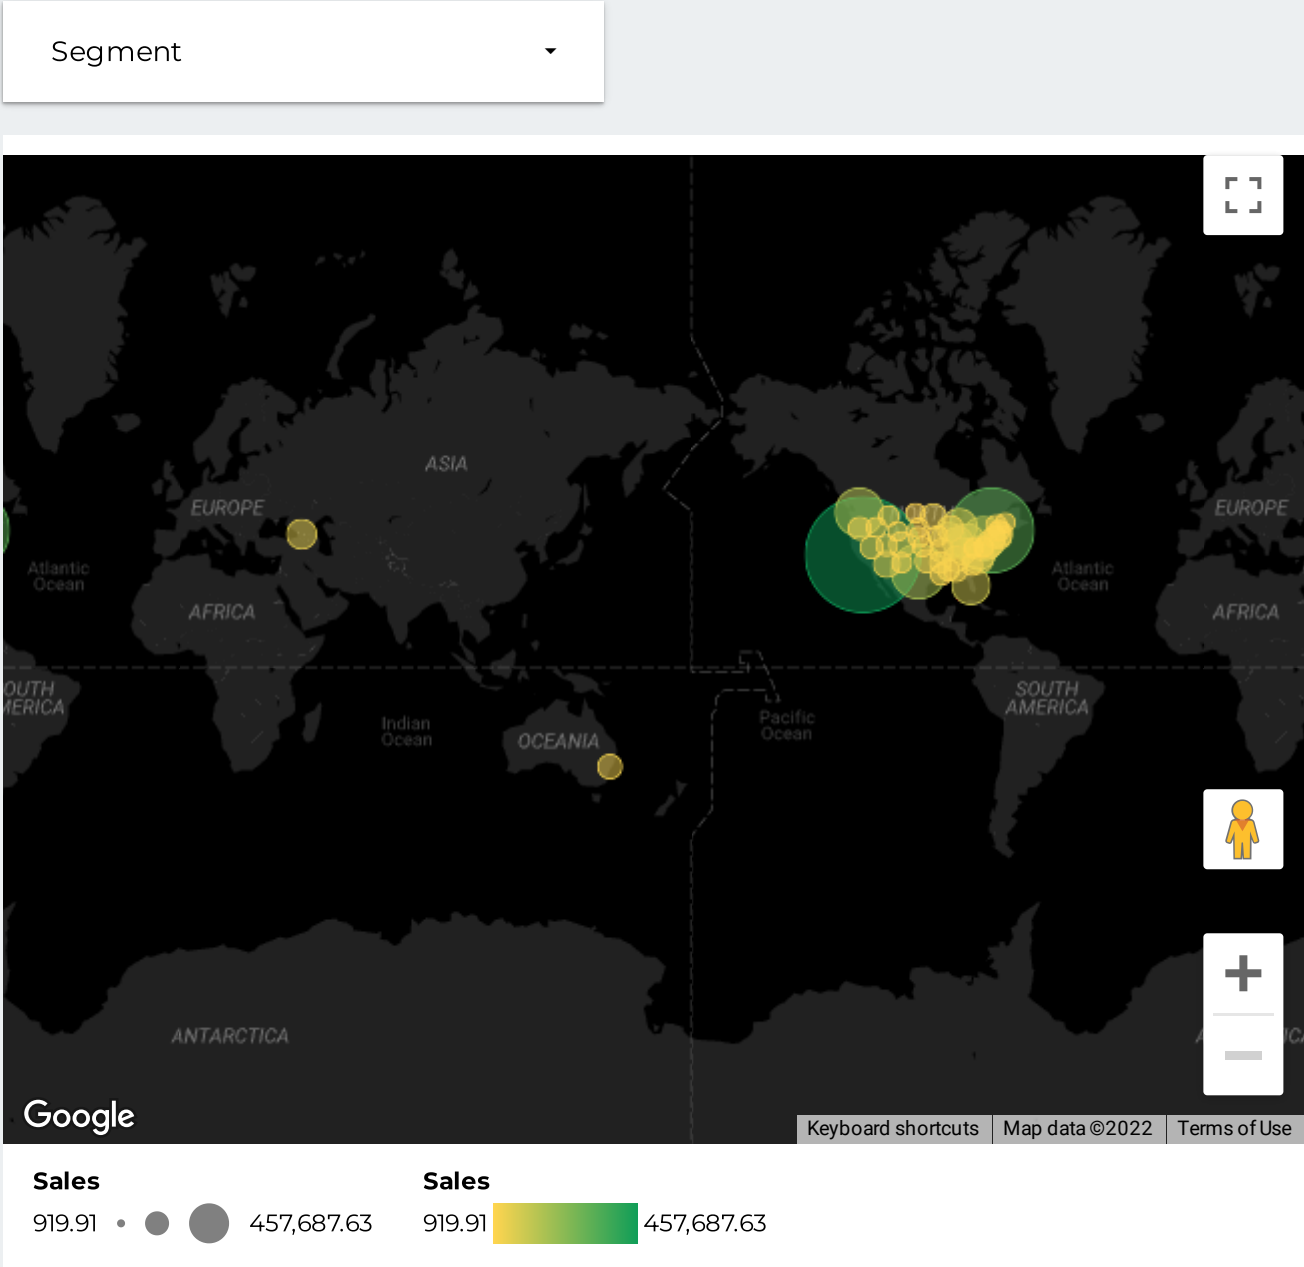 Segment
ASIA
EUROPE
EUROPE
Atlantic
Ocean
Atlantic
Ocean
AFRICA
AFRICA
OUTH
MERICA
SOUTH
AMERICA
Indian
Ocean
OCEANIA
Pacific
Ocean
ANTARCTICA
Google
Keyboard shortcuts
Map data ©2022
Terms of Use
Sales
919.91
457,687.63
Sales
919.91
457,687.63